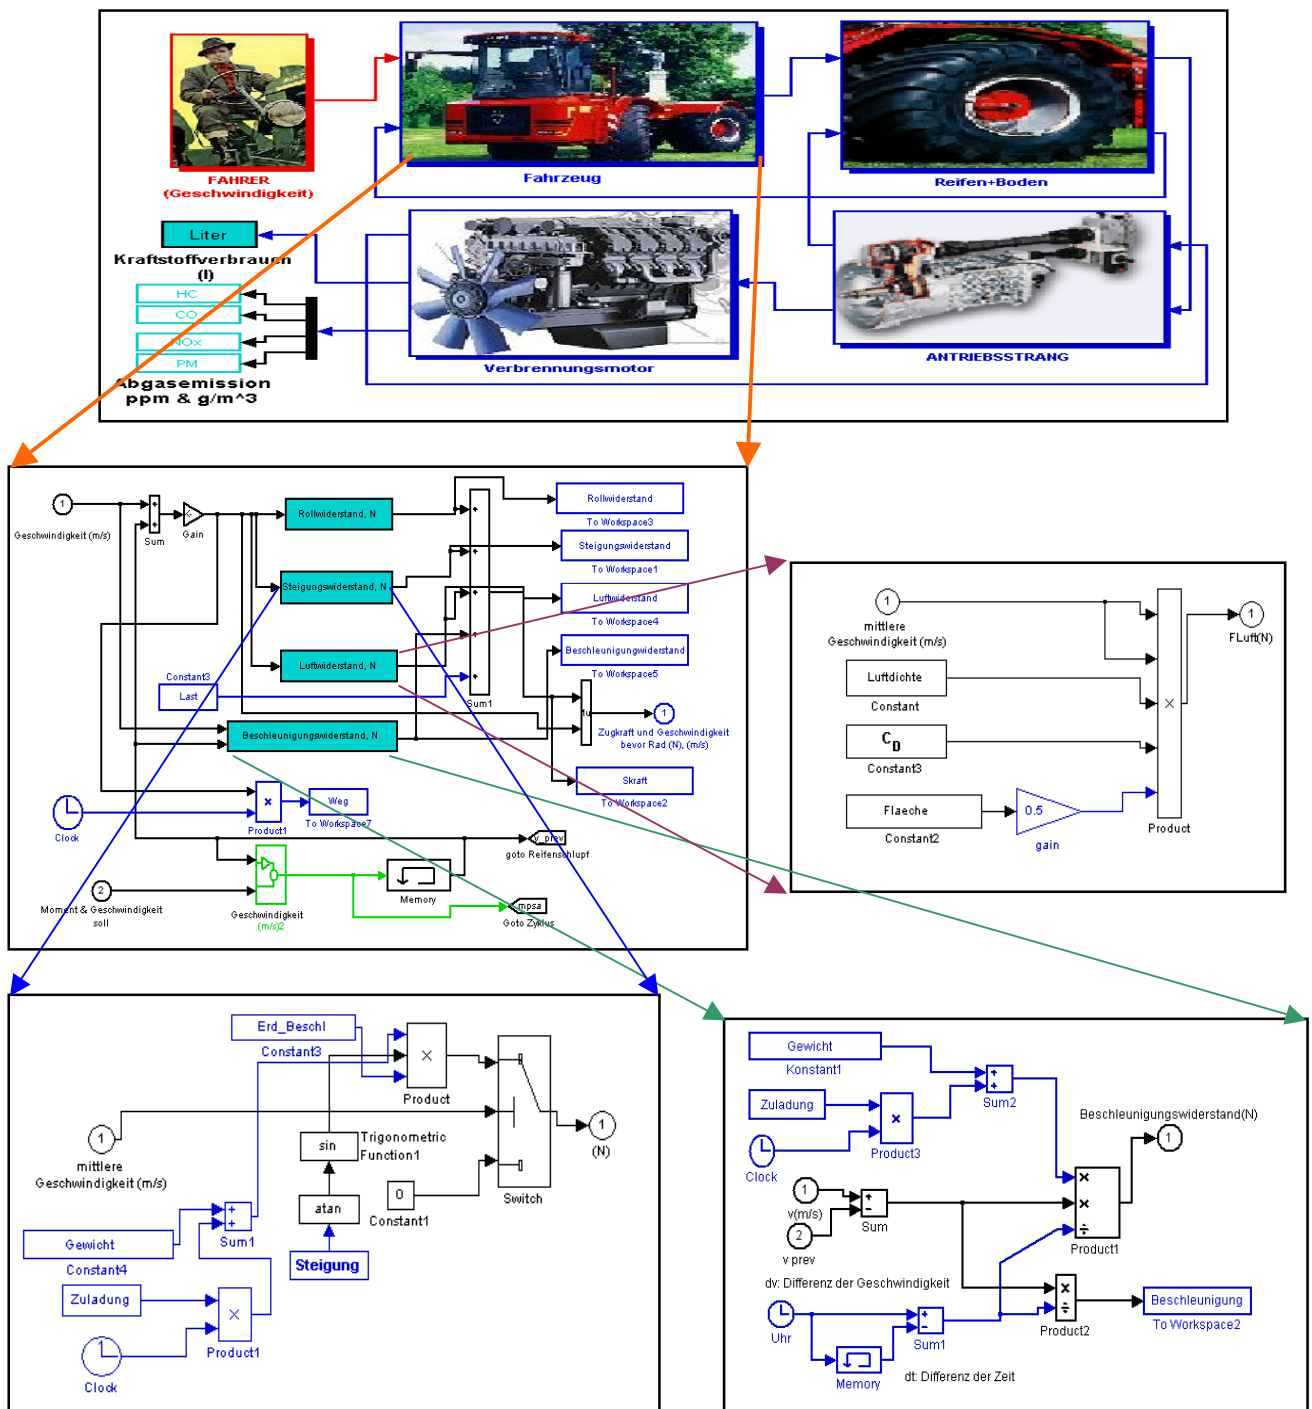 FAHRER
(Geschwindigkeit)
Fahrzeug
Reifen+Boden
Liter
Kraftstoffverbrauch
(l)
HC
CO
NOx
PM
Abgasemission
ppm & g/m^3
Verbrennungsmotor
ANTRIEBSSTRANG
1
Geschwindigkeit (m/s)
Sum
Gain
Rollwiderstand, N
Steigungswiderstand, N
Luftwiderstand, N
Constant3
Last
Beschleunigungswiderstand, N
Sum1
Rollwiderstand
To Workspace3
Steigungswiderstand
To Workspace1
Luftwiderstand
To Workspace4
Beschleunigungwiderstand
To Workspace5
1
Zugkraft und Geschwindigkeit
bevor Rad (N), (m/s)
Skraft
To Workspace2
Clock
×
Product1
Weg
To Workspace7
v_prev
goto Reifenschlupf
2
Moment & Geschwindigkeit
soll
Geschwindigkeit
(m/s)2
Memory
mpsa
Goto Zyklus
1
mittlere
Geschwindigkeit (m/s)
Luftdichte
Constant
C_D
Constant3
Flaeche
Constant2
0.5
gain
×
Product
1
FLuft(N)
Erd_Beschl
Constant3
×
Product
1
mittlere
Geschwindigkeit (m/s)
sin
Trigonometric
Function1
atan
Steigung
0
Constant1
Switch
1
(N)
+
+
Sum1
Gewicht
Constant4
Zuladung
×
Product1
Clock
Gewicht
Konstant1
Zuladung
×
Product3
Clock
+
+
Sum2
1
v(m/s)
2
v prev
+
−
Sum
×
×
÷
Product1
Beschleunigungswiderstand(N)
1
dv: Differenz der Geschwindigkeit
Uhr
Memory
+
−
Sum1
dt: Differenz der Zeit
×
÷
Product2
Beschleunigung
To Workspace2